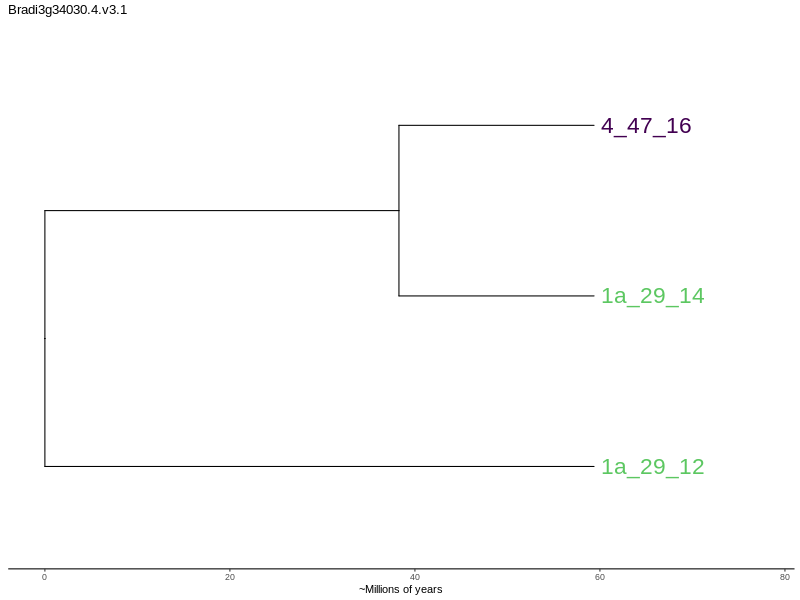 Bradi3g34030.4.v3.1
4_47_16
1a_29_14
1a_29_12
0 20 40 60 80
~Millions of years